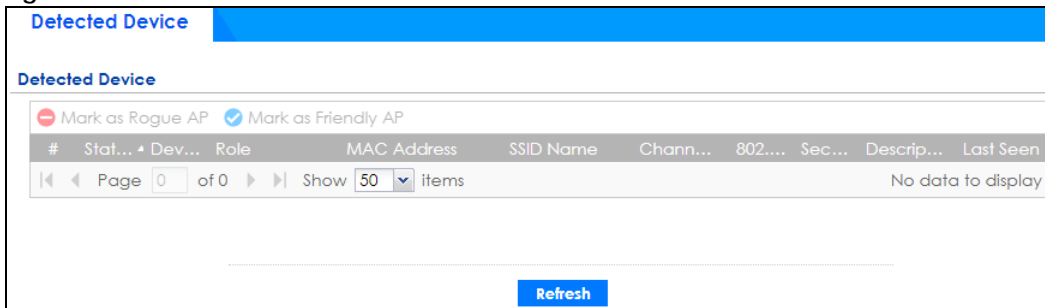 Detected Device
Detected Device
Mark as Rogue AP Mark as Friendly AP
# Stat... Dev... Role MAC Address SSID Name Chann... 802.... Sec... Descrip... Last Seen
Page 0 of 0 Show 50 items No data to display
Refresh